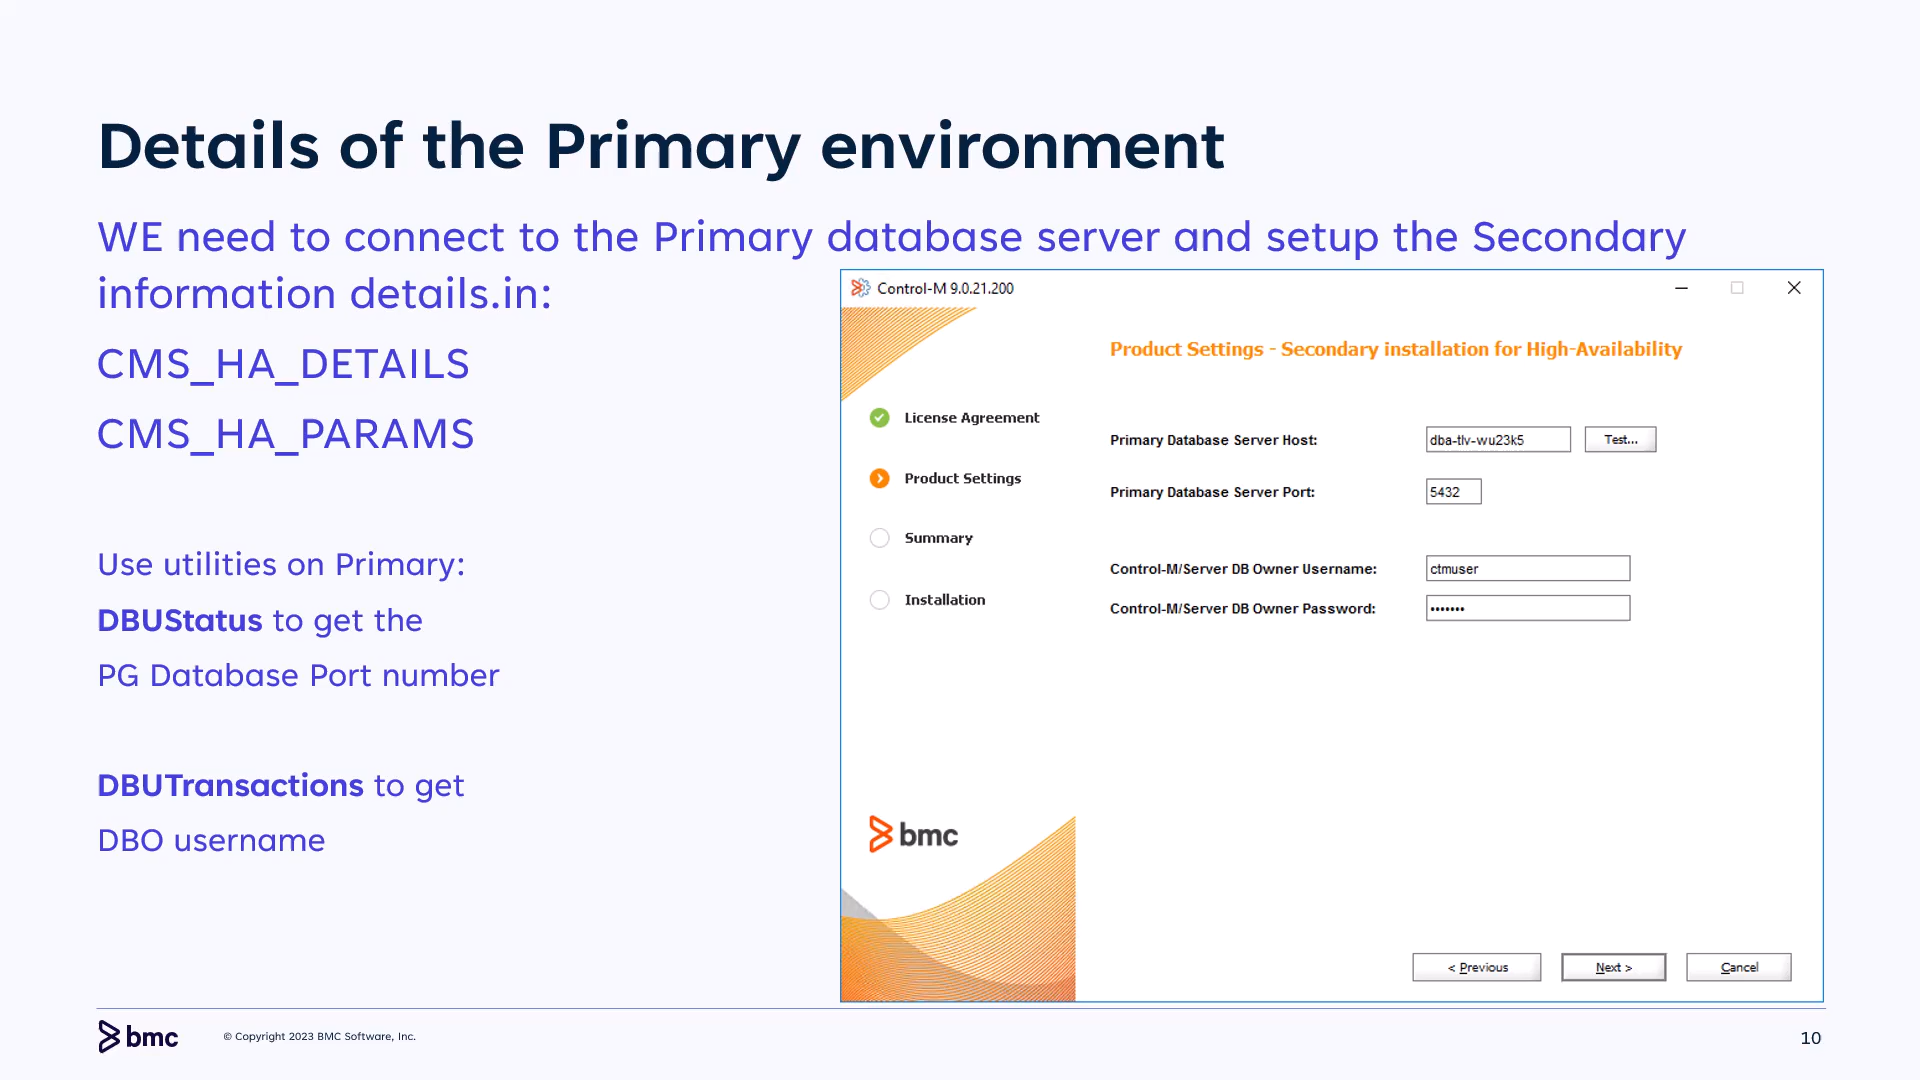 Details of the Primary environment
WE need to connect to the Primary database server and setup the Secondary
information details.in:
CMS_HA_DETAILS
CMS_HA_PARAMS
Use utilities on Primary:
DBUStatus to get the
PG Database Port number
DBUTransactions to get
DBO username
Control-M 9.0.21.200
Product Settings - Secondary installation for High-Availability
License Agreement
Product Settings
Summary
Installation
Primary Database Server Host: dba-tlv-wu23k5 Test...
Primary Database Server Port: 5432
Control-M/Server DB Owner Username: ctmuser
Control-M/Server DB Owner Password: •••••••
bmc
< Previous Next > Cancel
bmc © Copyright 2023 BMC Software, Inc. 10